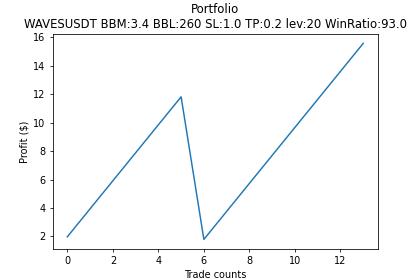 Portfolio
WAVESUSDT BBM:3.4 BBL:260 SL:1.0 TP:0.2 lev:20 WinRatio:93.0
16
14
12
10
8
6
4
2
Profit ($)
0 2 4 6 8 10 12
Trade counts